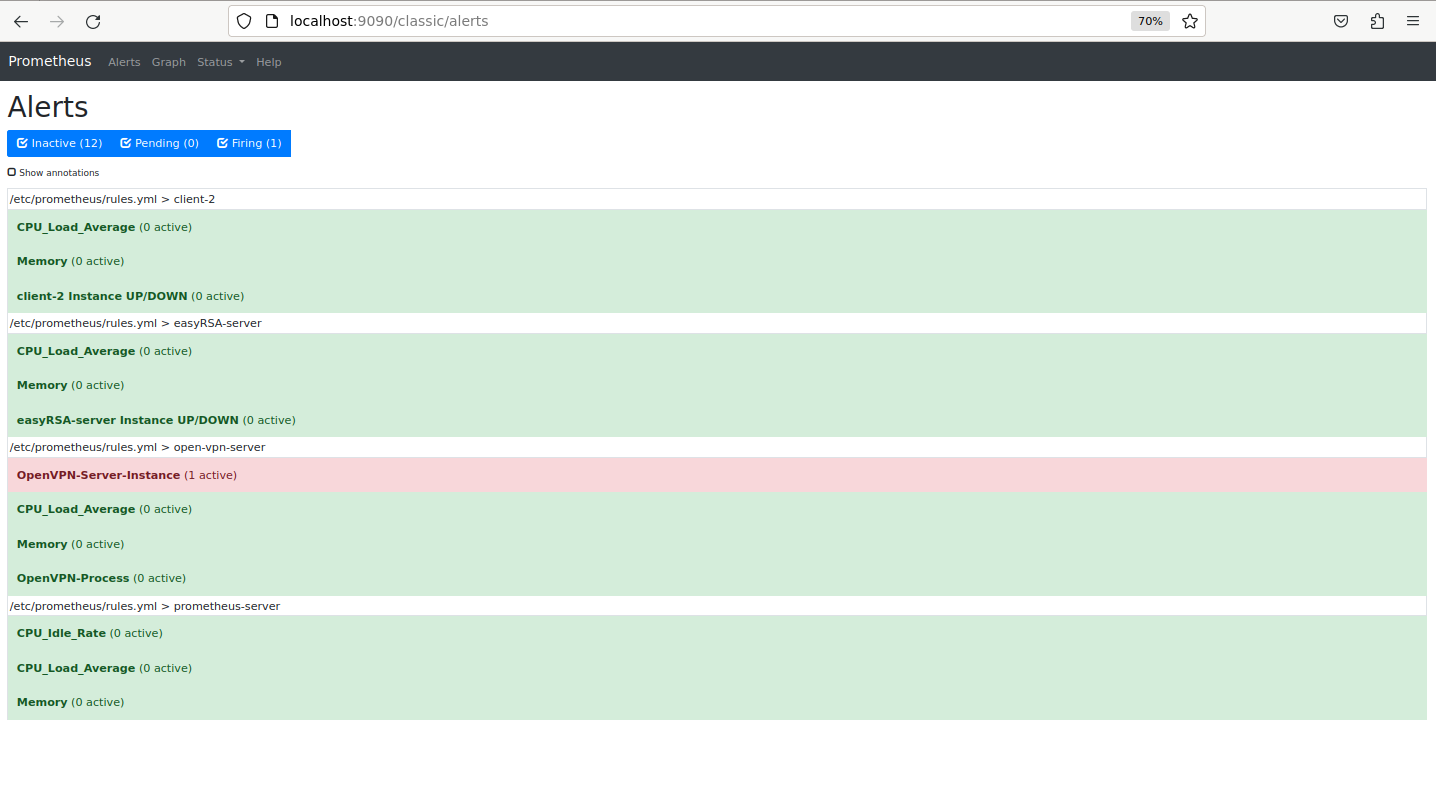 localhost:9090/classic/alerts 70%
Prometheus Alerts Graph Status Help
Alerts
Inactive (12) Pending (0) Firing (1)
Show annotations
/etc/prometheus/rules.yml > client-2
CPU_Load_Average (0 active)
Memory (0 active)
client-2 Instance UP/DOWN (0 active)
/etc/prometheus/rules.yml > easyRSA-server
CPU_Load_Average (0 active)
Memory (0 active)
easyRSA-server Instance UP/DOWN (0 active)
/etc/prometheus/rules.yml > open-vpn-server
OpenVPN-Server-Instance (1 active)
CPU_Load_Average (0 active)
Memory (0 active)
OpenVPN-Process (0 active)
/etc/prometheus/rules.yml > prometheus-server
CPU_Idle_Rate (0 active)
CPU_Load_Average (0 active)
Memory (0 active)